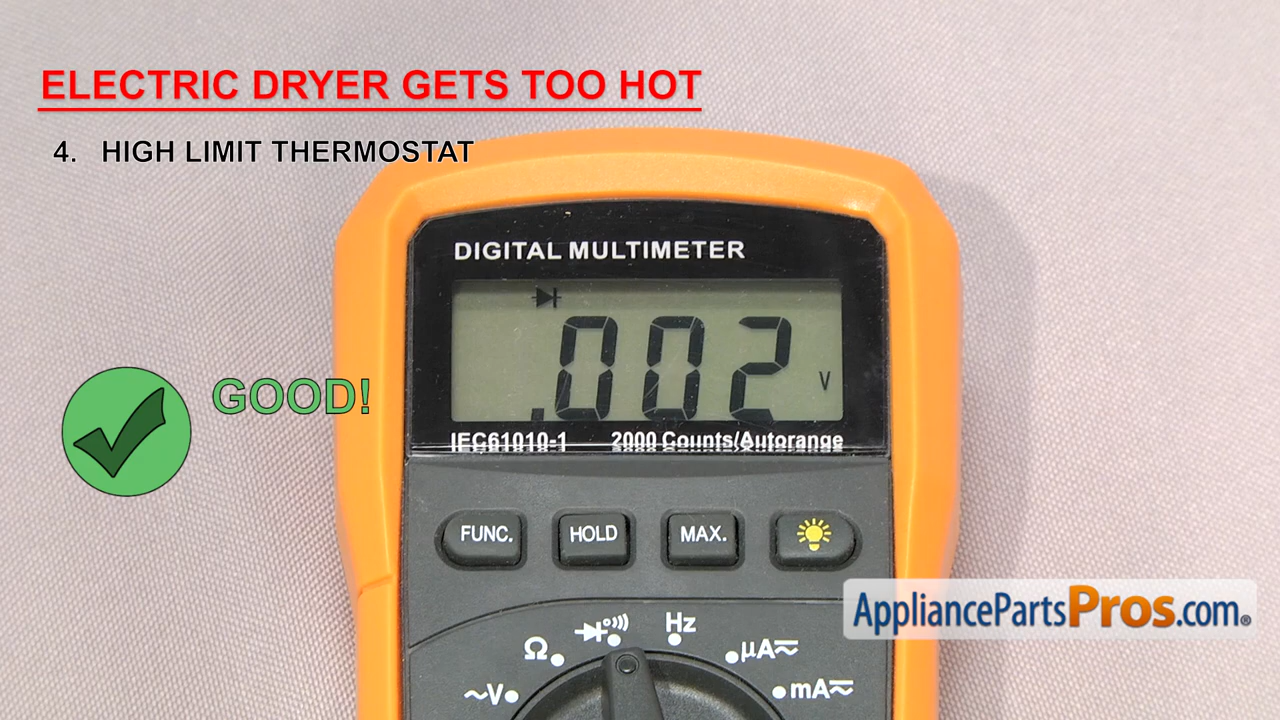 ELECTRIC DRYER GETS TOO HOT
4. HIGH LIMIT THERMOSTAT
DIGITAL MULTIMETER
.002 V
GOOD!
IEC61010-1 2000 Counts/Autorange
FUNC. HOLD MAX.
AppliancePartsPros.com®
Hz
Ω μA
~V mA